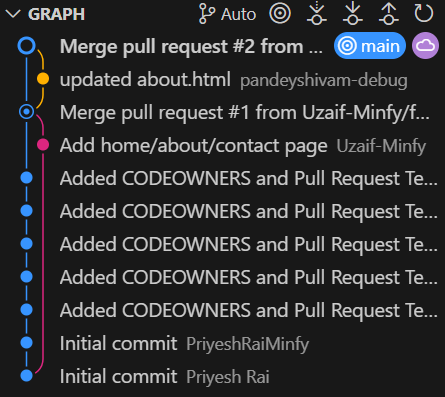 GRAPH Auto
Merge pull request #2 from ... main
updated about.html pandeyshivam-debug
Merge pull request #1 from Uzaif-Minfy/f...
Add home/about/contact page Uzaif-Minfy
Added CODEOWNERS and Pull Request Te...
Added CODEOWNERS and Pull Request Te...
Added CODEOWNERS and Pull Request Te...
Added CODEOWNERS and Pull Request Te...
Added CODEOWNERS and Pull Request Te...
Initial commit PriyeshRaiMinfy
Initial commit Priyesh Rai